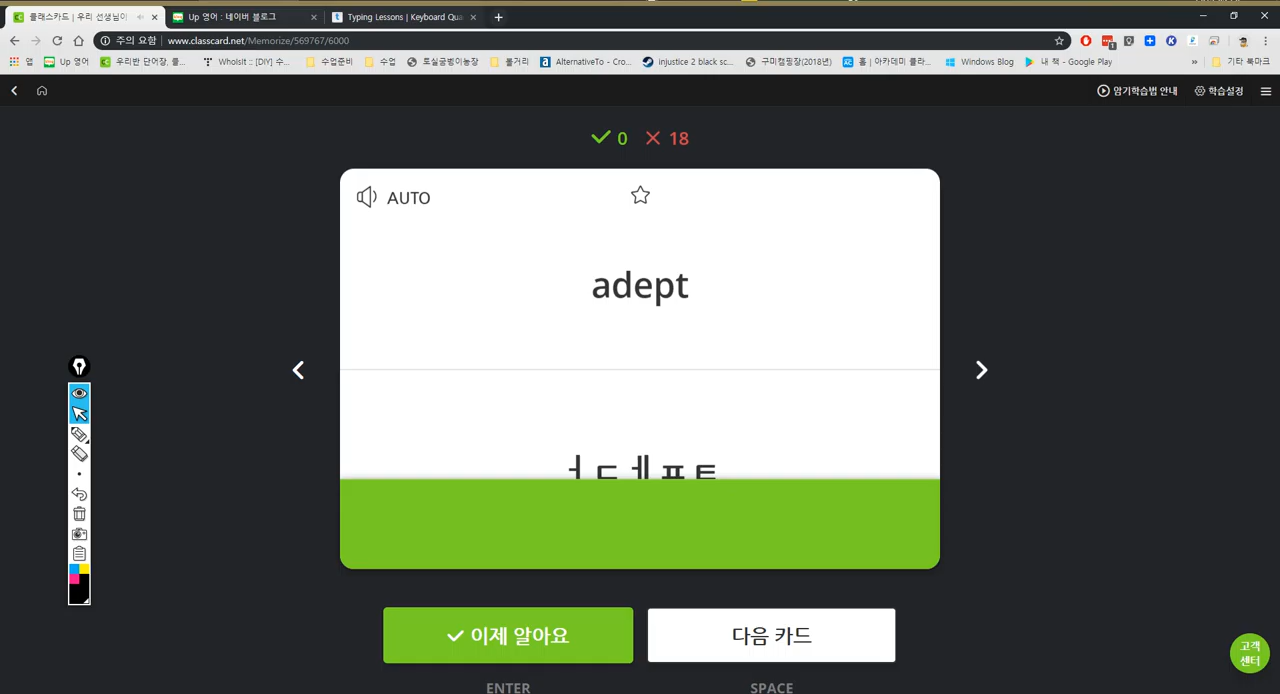 플래스카드 | 우리 선생님이
Up 영어 : 네이버 블로그
Typing Lessons | Keyboard Qua
주의 요함 | www.classcard.net/Memorize/569767/6000
앱 Up 영어 우리반 단어장, 클... WhoIsIt :: [DIY] 수... 수업준비 수업 토실굼벵이농장 볼거리 AlternativeTo - Cro... injustice 2 black sc... 구미캠핑장(2018년) 홈 | 아카데미 클라... Windows Blog 내 책 - Google Play » 기타 북마크
암기학습법 안내 학습설정
0 18
AUTO
adept
이제 알아요 다음 카드
고객
센터
ENTER SPACE